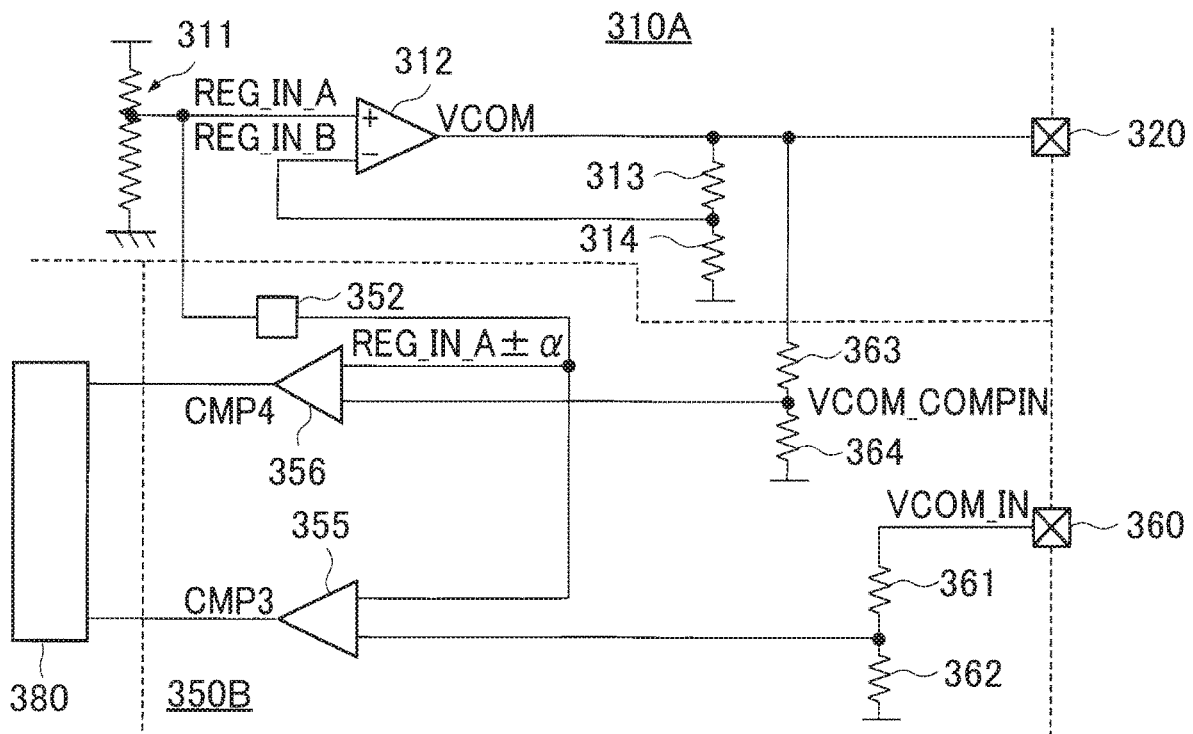 310A
311
312
REG_IN_A
VCOM
+
320
REG_IN_B
−
313
314
352
REG_IN_A ± α
363
CMP4
VCOM_COMPIN
356
364
VCOM_IN
355
360
361
CMP3
362
380
350B